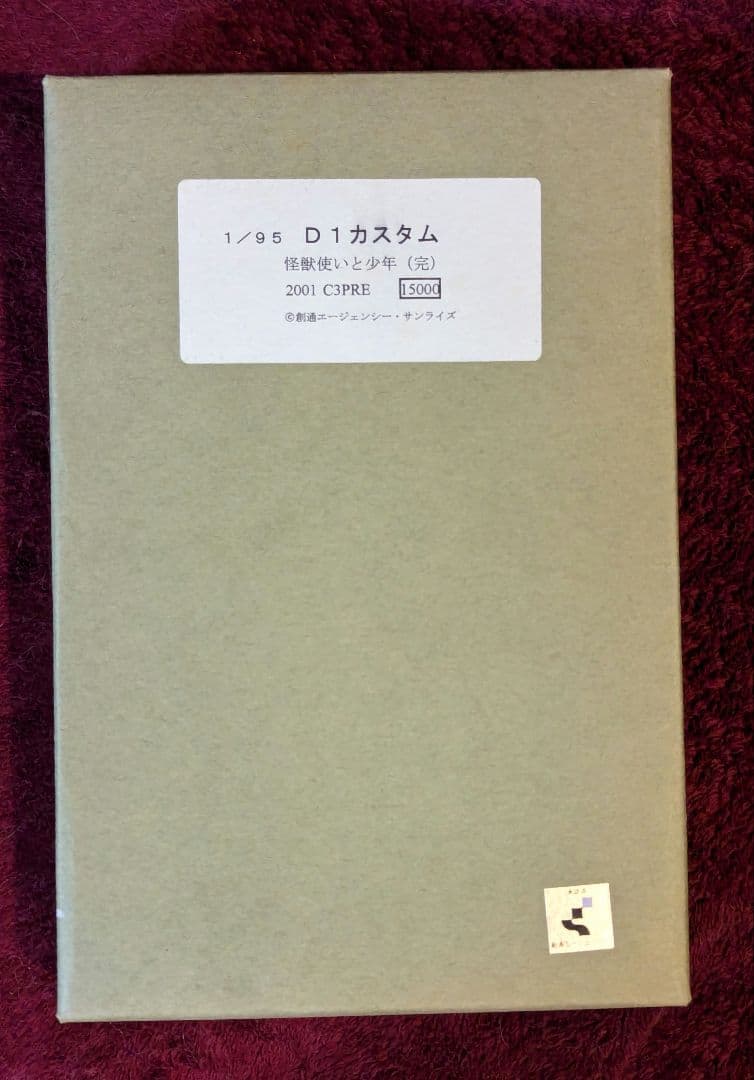 1／95　D1カスタム
怪獣使いと少年（完）
2001 C3PRE　15000
©創通エージェンシー・サンライズ